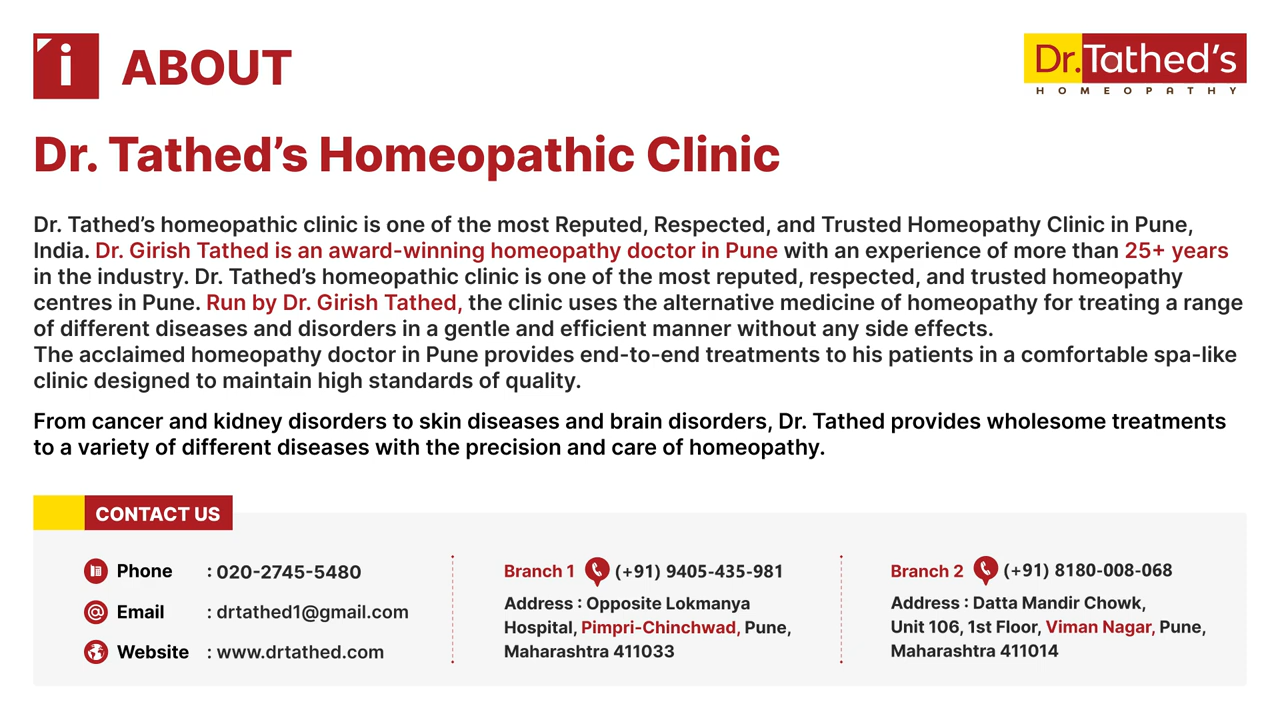 i ABOUT
Dr.Tathed's
HOMEOPATHY
Dr. Tathed's Homeopathic Clinic
Dr. Tathed's homeopathic clinic is one of the most Reputed, Respected, and Trusted Homeopathy Clinic in Pune,
India. Dr. Girish Tathed is an award-winning homeopathy doctor in Pune with an experience of more than 25+ years
in the industry. Dr. Tathed's homeopathic clinic is one of the most reputed, respected, and trusted homeopathy
centres in Pune. Run by Dr. Girish Tathed, the clinic uses the alternative medicine of homeopathy for treating a range
of different diseases and disorders in a gentle and efficient manner without any side effects.
The acclaimed homeopathy doctor in Pune provides end-to-end treatments to his patients in a comfortable spa-like
clinic designed to maintain high standards of quality.
From cancer and kidney disorders to skin diseases and brain disorders, Dr. Tathed provides wholesome treatments
to a variety of different diseases with the precision and care of homeopathy.
CONTACT US
Phone : 020-2745-5480
Email : drtathed1@gmail.com
Website : www.drtathed.com
Branch 1 (+91) 9405-435-981
Address : Opposite Lokmanya
Hospital, Pimpri-Chinchwad, Pune,
Maharashtra 411033
Branch 2 (+91) 8180-008-068
Address : Datta Mandir Chowk,
Unit 106, 1st Floor, Viman Nagar, Pune,
Maharashtra 411014